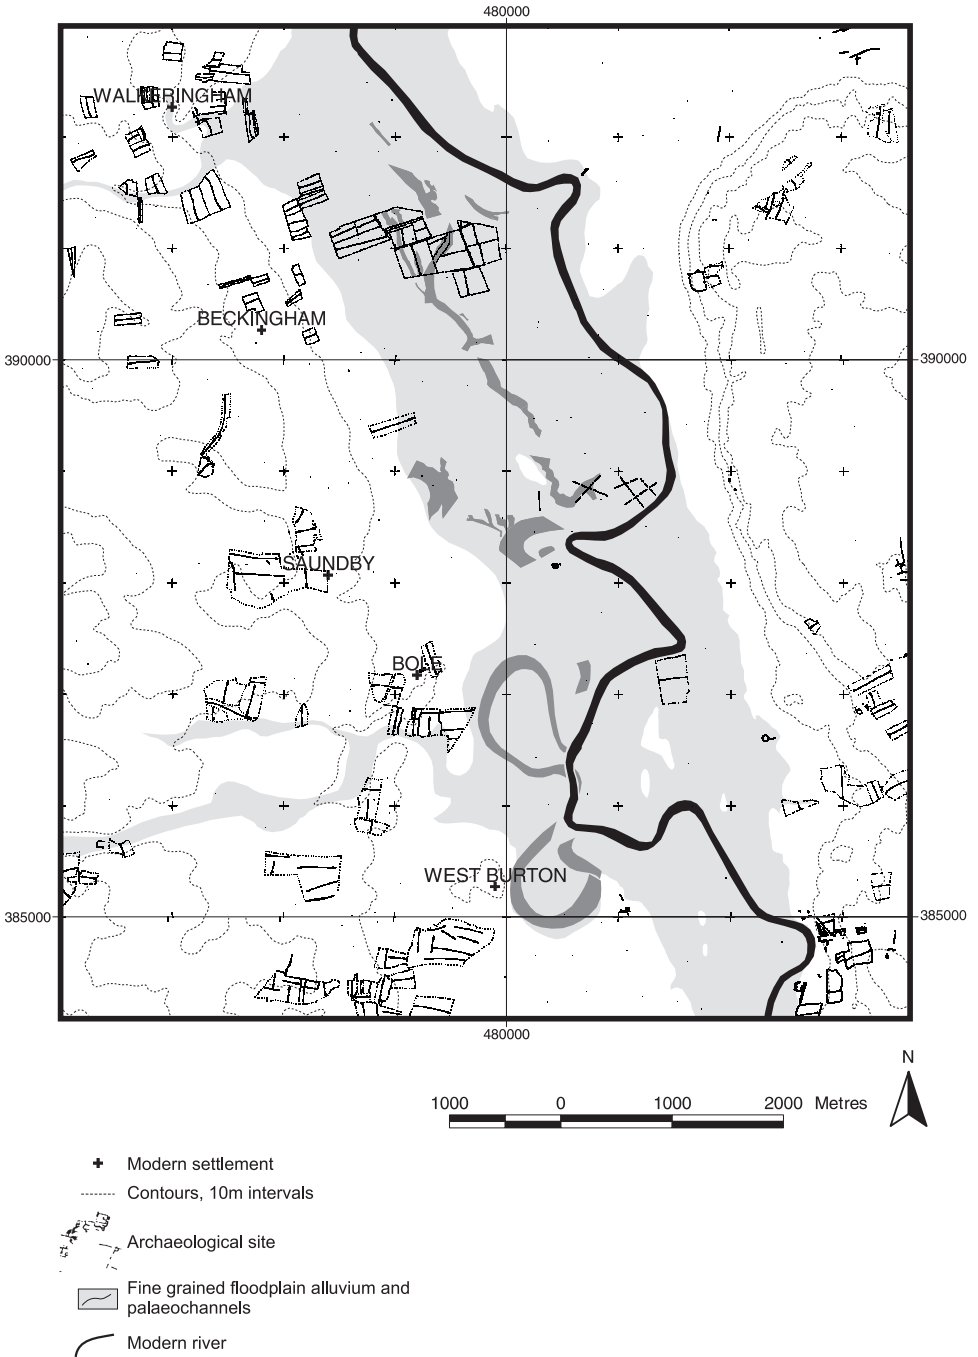 480000
WALKERINGHAM
BECKINGHAM
390000
390000
SAUNDBY
BOLE
WEST BURTON
385000
385000
480000
N
1000 0 1000 2000 Metres
Modern settlement
Contours, 10m intervals
Archaeological site
Fine grained floodplain alluvium and
palaeochannels
Modern river